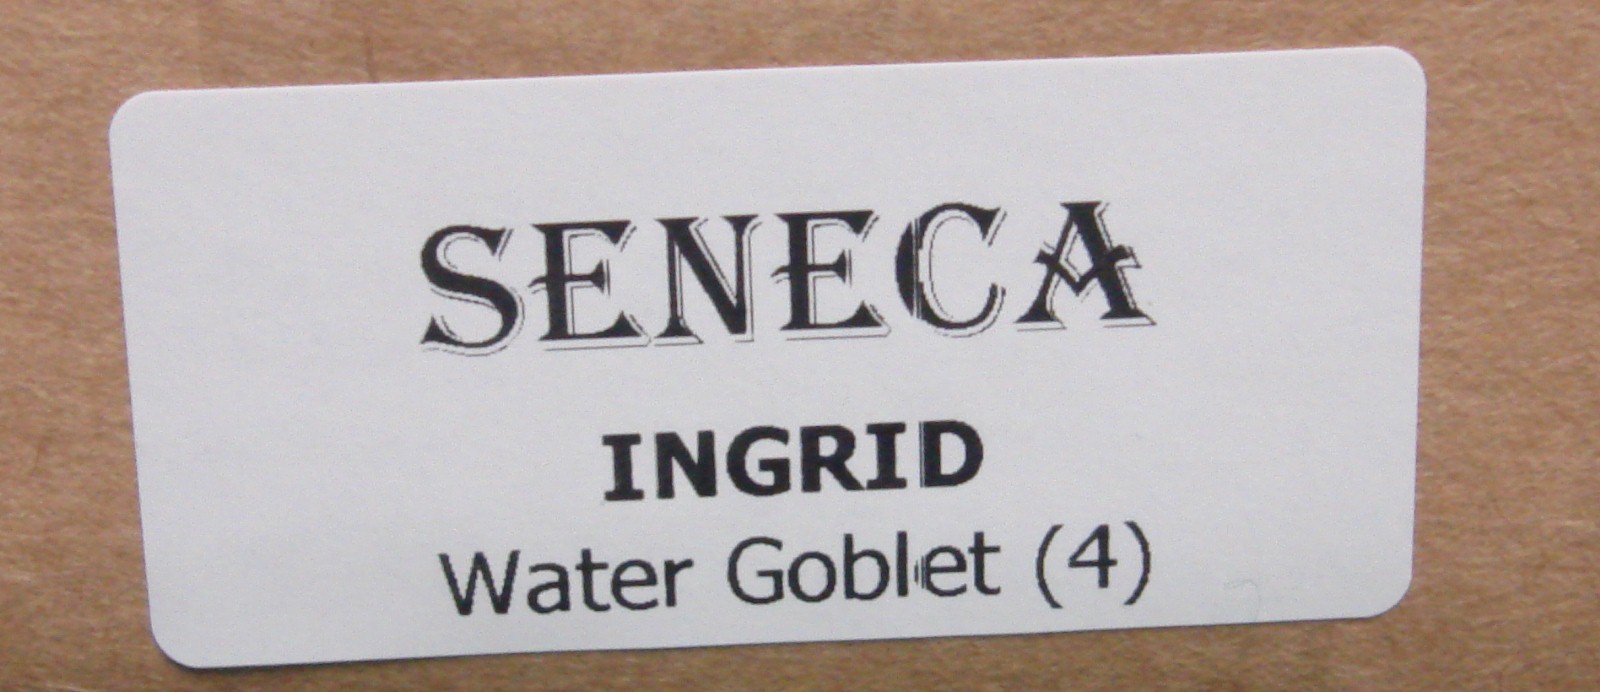 SENECA
INGRID
Water Goblet (4)